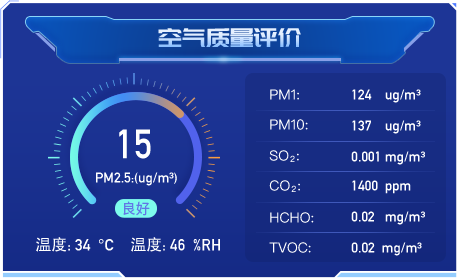 空气质量评价
15
PM2.5:(ug/m³)
良好
温度: 34 °C 温度: 46 %RH
PM1: 124 ug/m³
PM10: 137 ug/m³
SO₂: 0.001 mg/m³
CO₂: 1400 ppm
HCHO: 0.02 mg/m³
TVOC: 0.02 mg/m³